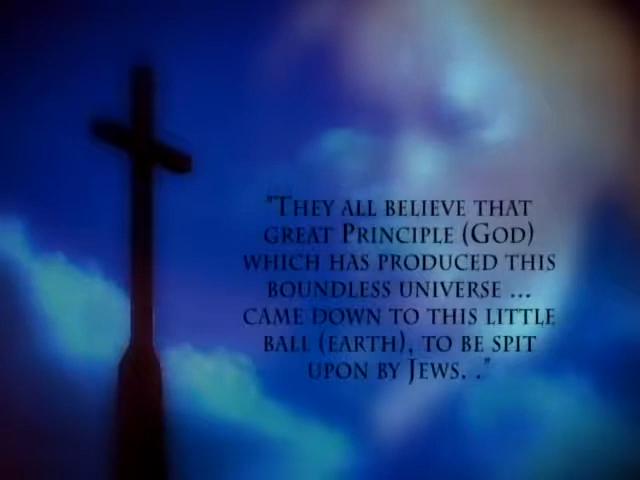 "They all believe that
great Principle (God)
which has produced this
boundless universe ...
came down to this little
ball (earth), to be spit
upon by Jews. ."